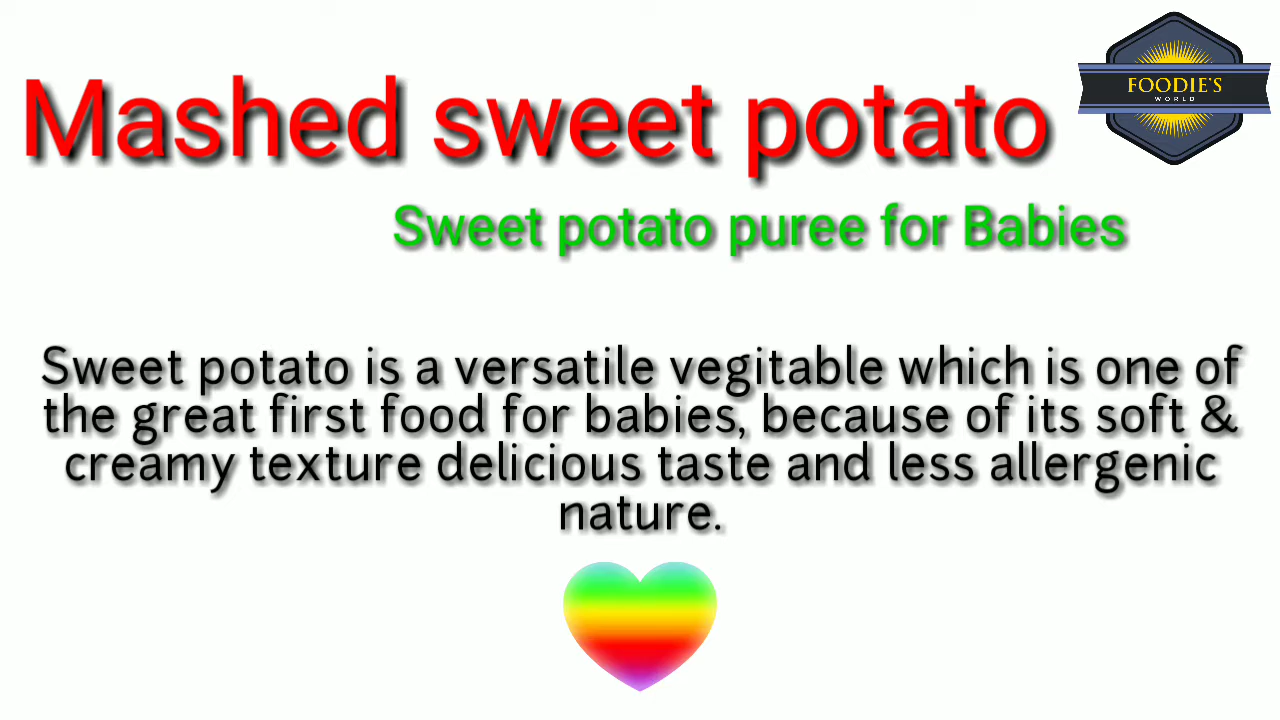 Mashed sweet potato
FOODIE'S
WORLD
Sweet potato puree for Babies
Sweet potato is a versatile vegitable which is one of
the great first food for babies, because of its soft &
creamy texture delicious taste and less allergenic
nature.